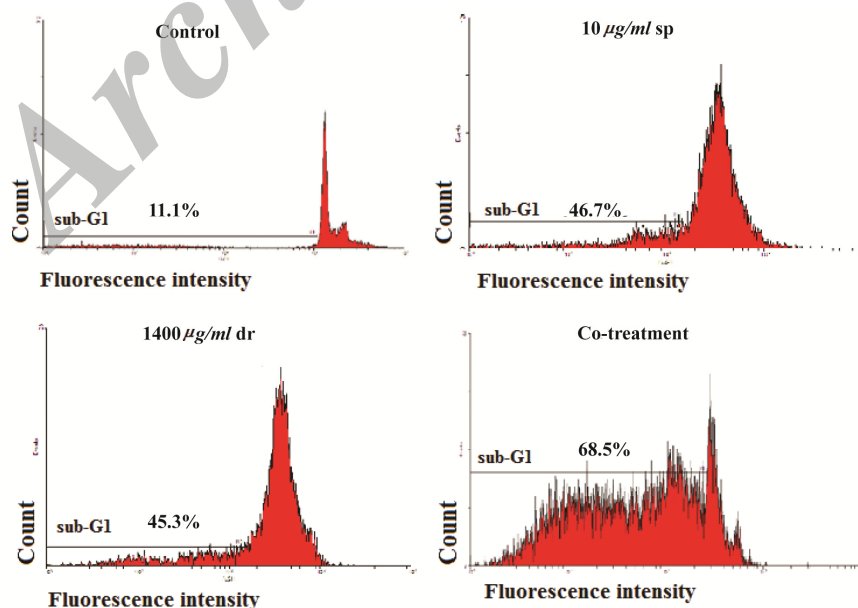 Arch
Control
Count
sub-G1
11.1%
Fluorescence intensity
10 µg/ml sp
Count
sub-G1
46.7%
Fluorescence intensity
1400 µg/ml dr
Count
sub-G1
45.3%
Fluorescence intensity
Co-treatment
Count
sub-G1
68.5%
Fluorescence intensity